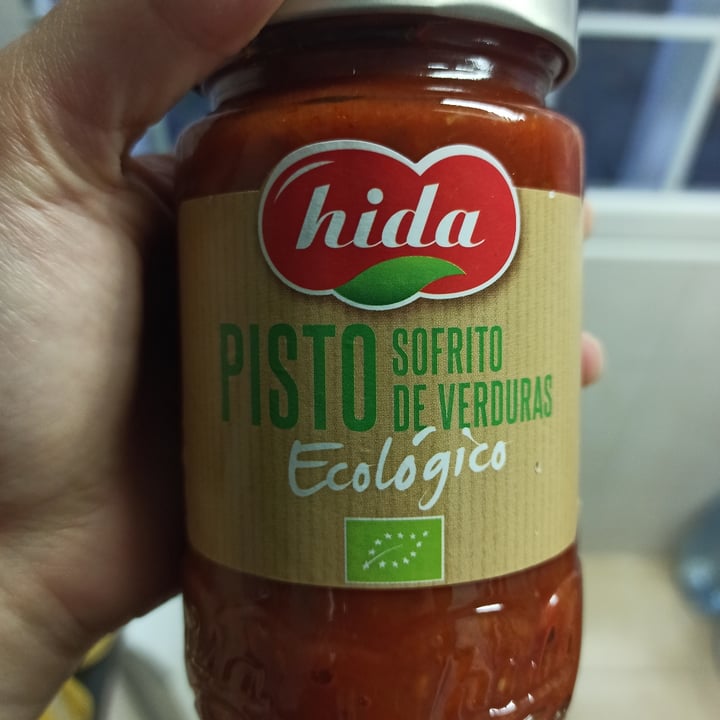 hida
PISTO SOFRITO
DE VERDURAS
Ecológico